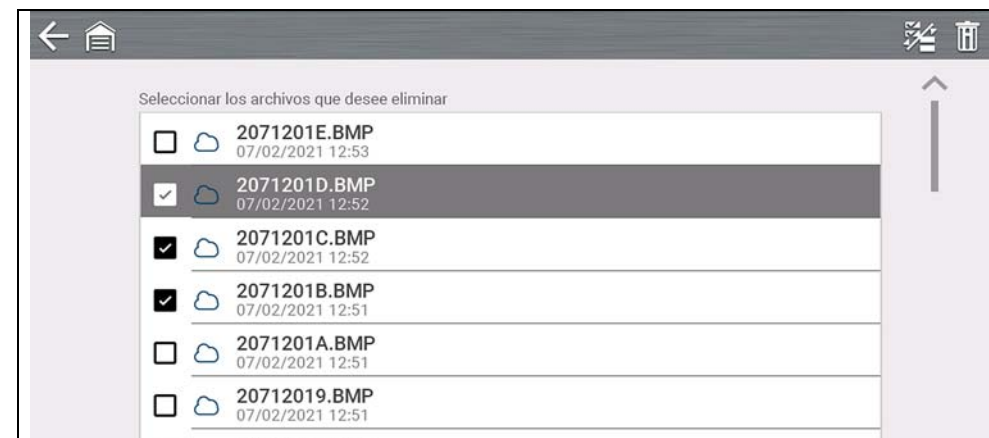 Seleccionar los archivos que desee eliminar
2071201E.BMP
07/02/2021 12:53
2071201D.BMP
07/02/2021 12:52
2071201C.BMP
07/02/2021 12:52
2071201B.BMP
07/02/2021 12:51
2071201A.BMP
07/02/2021 12:51
20712019.BMP
07/02/2021 12:51